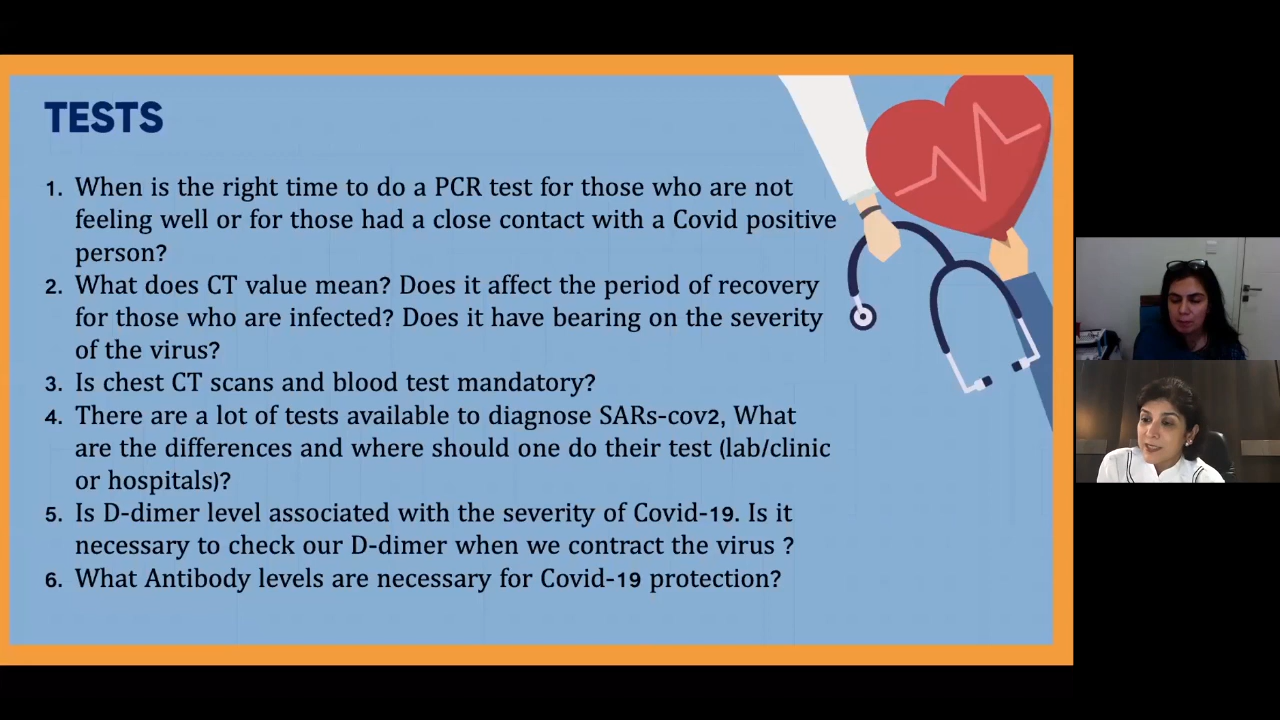 TESTS
1. When is the right time to do a PCR test for those who are not
feeling well or for those had a close contact with a Covid positive
person?
2. What does CT value mean? Does it affect the period of recovery
for those who are infected? Does it have bearing on the severity
of the virus?
3. Is chest CT scans and blood test mandatory?
4. There are a lot of tests available to diagnose SARs-cov2, What
are the differences and where should one do their test (lab/clinic
or hospitals)?
5. Is D-dimer level associated with the severity of Covid-19. Is it
necessary to check our D-dimer when we contract the virus ?
6. What Antibody levels are necessary for Covid-19 protection?